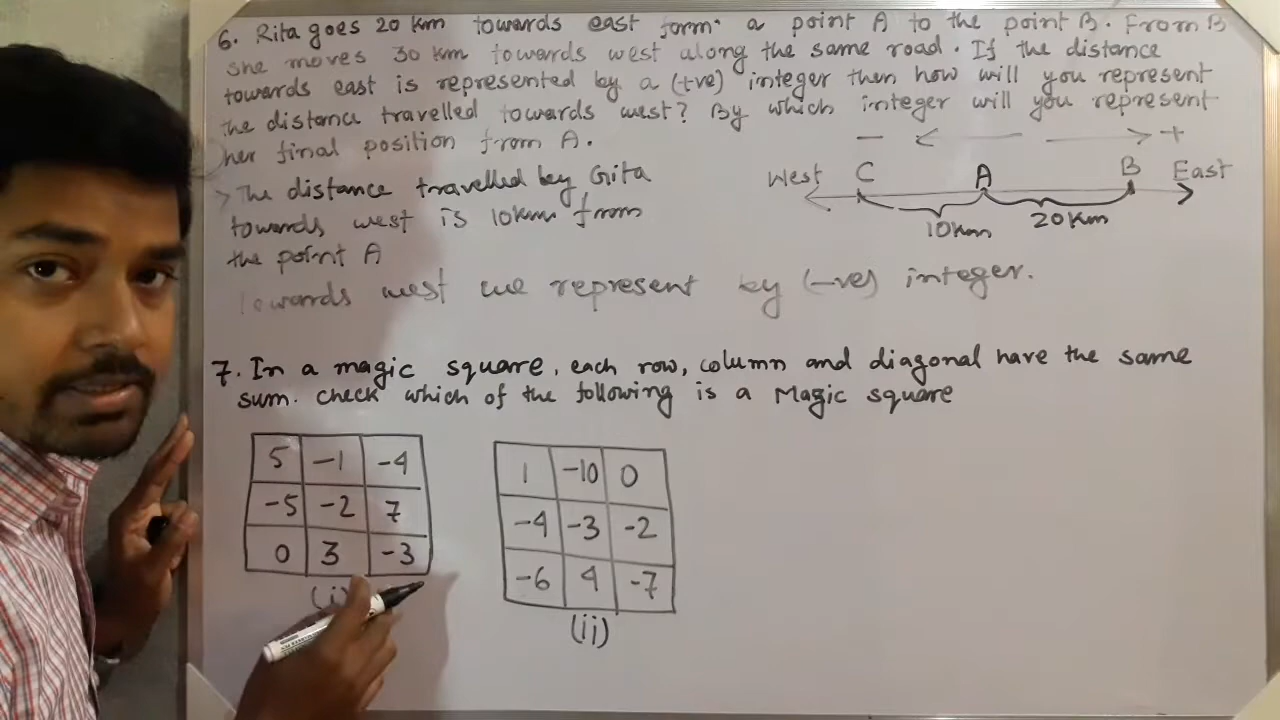 6. Rita goes 20 km towards east form a point A to the point B. From B
she moves 30 km towards west along the same road. If the distance
towards east is represented by a (+ve) integer then how will you represent
the distance travelled towards west? By which integer will you represent
her final position from A.
- ← → +
West C A B East
10km 20km
> The distance travelled by Gita
towards west is 10km from
the point A
Towards west we represent by (-ve) integer.
7. In a magic square, each row, column and diagonal have the same
sum. check which of the following is a Magic square
5 -1 -4
-5 -2 7
0 3 -3
(i)
1 -10 0
-4 -3 -2
-6 4 -7
(ii)